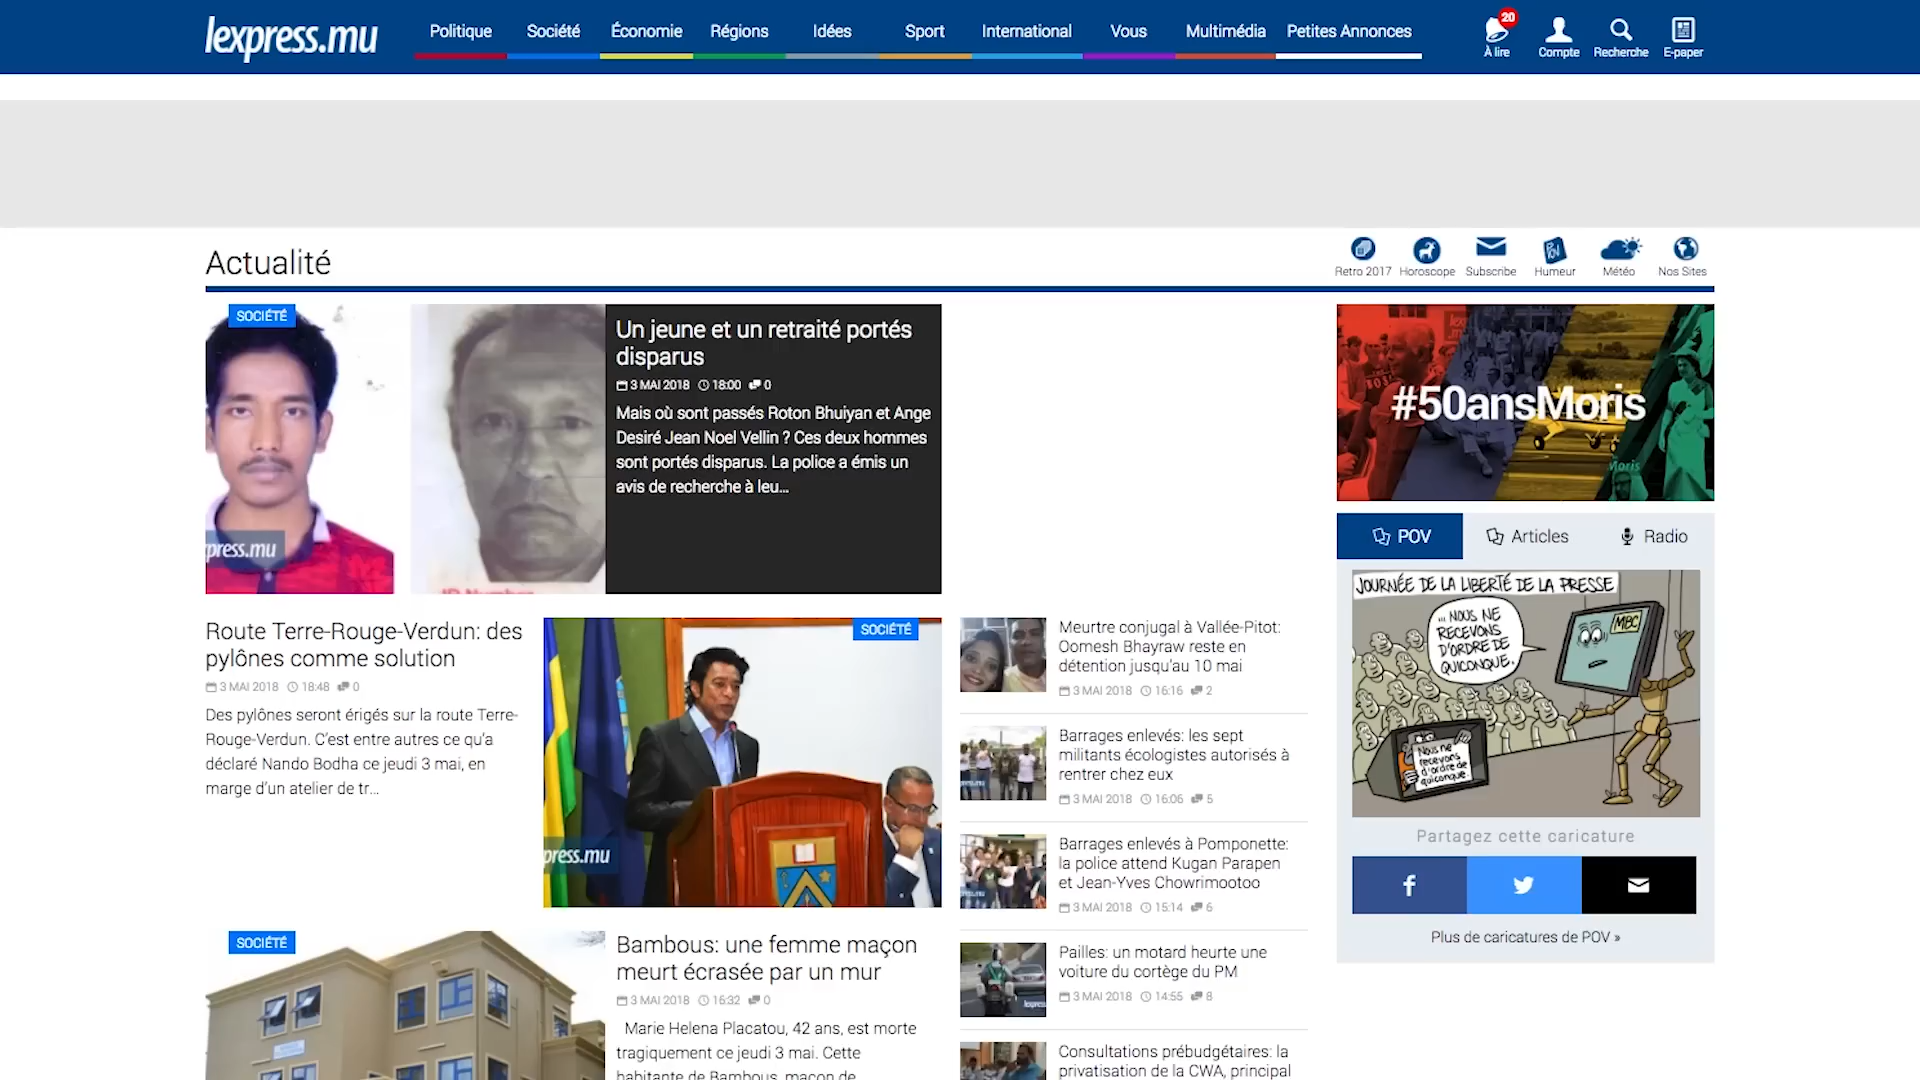 lexpress.mu
Politique
Société
Économie
Régions
Idées
Sport
International
Vous
Multimédia
Petites Annonces
20
À lire
Compte
Recherche
E-paper
Actualité
Retro 2017
Horoscope
Subscribe
Humeur
Météo
Nos Sites
SOCIÉTÉ
press.mu
Un jeune et un retraité portés
disparus
3 MAI 2018 18:00 0
Mais où sont passés Roton Bhuiyan et Ange
Desiré Jean Noel Vellin ? Ces deux hommes
sont portés disparus. La police a émis un
avis de recherche à leu...
#50ansMoris
POV
Articles
Radio
JOURNÉE DE LA LIBERTÉ DE LA PRESSE
... NOUS NE
RECEVONS
D'ORDRE DE
QUICONQUE.
MBC
Nous ne
recevons
d'ordre de
quiconque
Partagez cette caricature
Plus de caricatures de POV »
Route Terre-Rouge-Verdun: des
pylônes comme solution
3 MAI 2018 18:48 0
Des pylônes seront érigés sur la route Terre-
Rouge-Verdun. C'est entre autres ce qu'a
déclaré Nando Bodha ce jeudi 3 mai, en
marge d'un atelier de tr...
SOCIÉTÉ
press.mu
Meurtre conjugal à Vallée-Pitot:
Oomesh Bhayraw reste en
détention jusqu'au 10 mai
3 MAI 2018 16:16 2
Barrages enlevés: les sept
militants écologistes autorisés à
rentrer chez eux
3 MAI 2018 16:06 5
Barrages enlevés à Pomponette:
la police attend Kugan Parapen
et Jean-Yves Chowrimootoo
3 MAI 2018 15:14 6
Pailles: un motard heurte une
voiture du cortège du PM
3 MAI 2018 14:55 8
Consultations prébudgétaires: la
privatisation de la CWA, principal
SOCIÉTÉ
Bambous: une femme maçon
meurt écrasée par un mur
3 MAI 2018 16:32 0
Marie Helena Placatou, 42 ans, est morte
tragiquement ce jeudi 3 mai. Cette
habitante de Bambous, maçon de